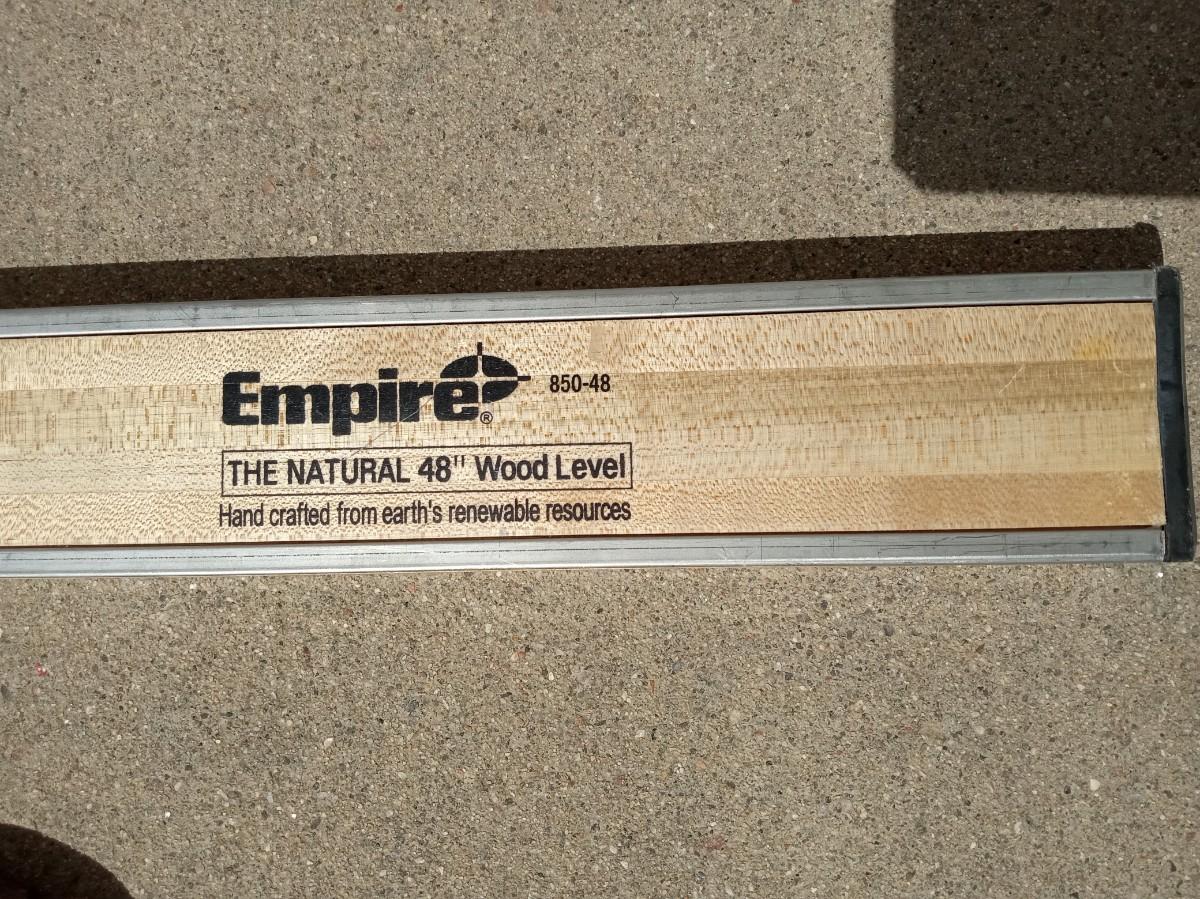 Empire® 850-48
THE NATURAL 48" Wood Level
Hand crafted from earth's renewable resources